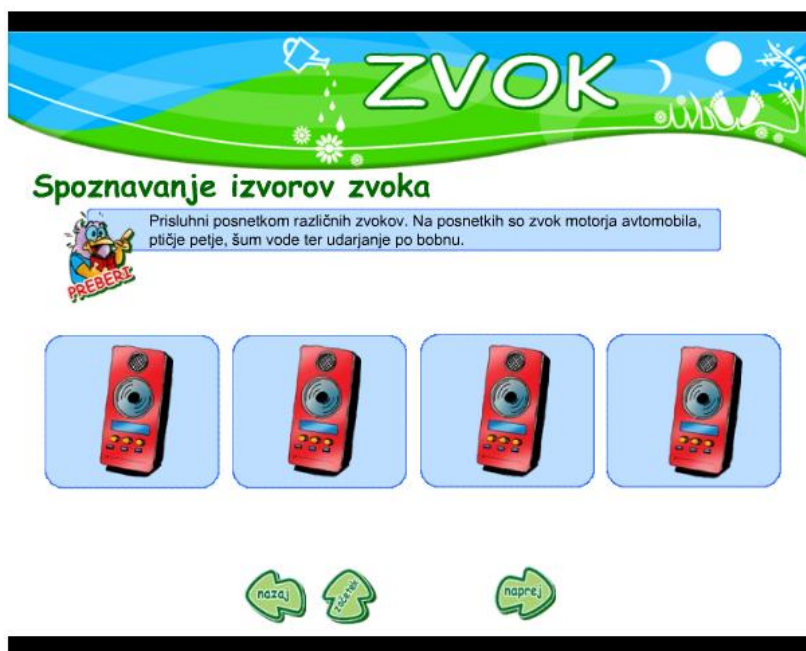 ZVOK
Spoznavanje izvorov zvoka
Prisluhni posnetkom različnih zvokov. Na posnetkih so zvok motorja avtomobila,
ptičje petje, šum vode ter udarjanje po bobnu.
PREBERI
nazaj
začetek
naprej